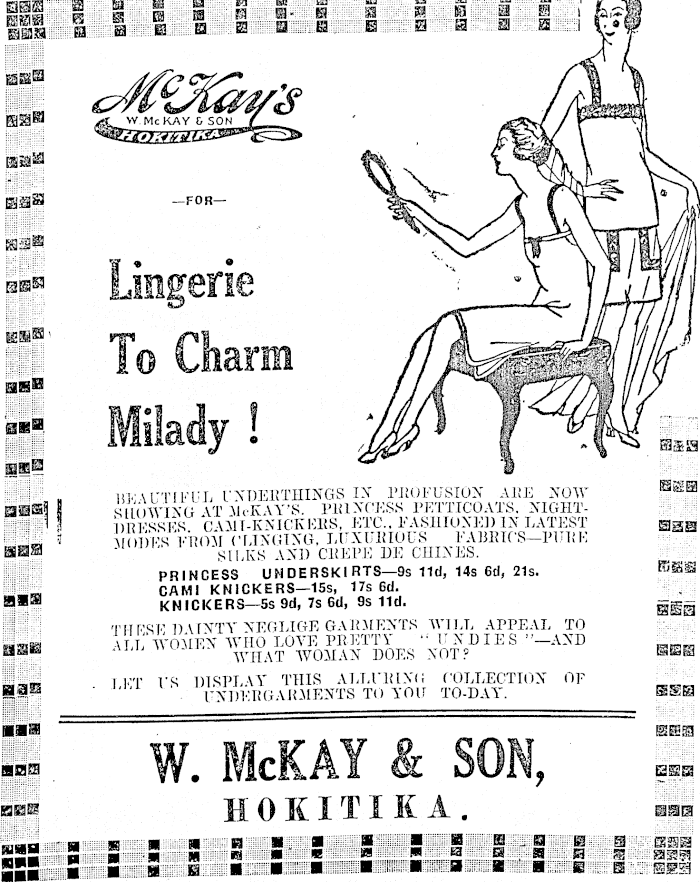 McKay's
W. McKAY & SON
HOKITIKA
—FOR—
Lingerie
To Charm
Milady !
BEAUTIFUL UNDERTHINGS IN PROFUSION ARE NOW
SHOWING AT McKAY'S. PRINCESS PETTICOATS, NIGHT-
DRESSES, CAMI-KNICKERS, ETC., FASHIONED IN LATEST
MODES FROM CLINGING, LUXURIOUS FABRICS—PURE
SILKS AND CREPE DE CHINES.
PRINCESS UNDERSKIRTS—9s 11d, 14s 6d, 21s.
CAMI KNICKERS—15s, 17s 6d.
KNICKERS—5s 9d, 7s 6d, 9s 11d.
THESE DAINTY NEGLIGE GARMENTS WILL APPEAL TO
ALL WOMEN WHO LOVE PRETTY "UNDIES"—AND
WHAT WOMAN DOES NOT?
LET US DISPLAY THIS ALLURING COLLECTION OF
UNDERGARMENTS TO YOU TO-DAY.
W. McKAY & SON,
HOKITIKA.